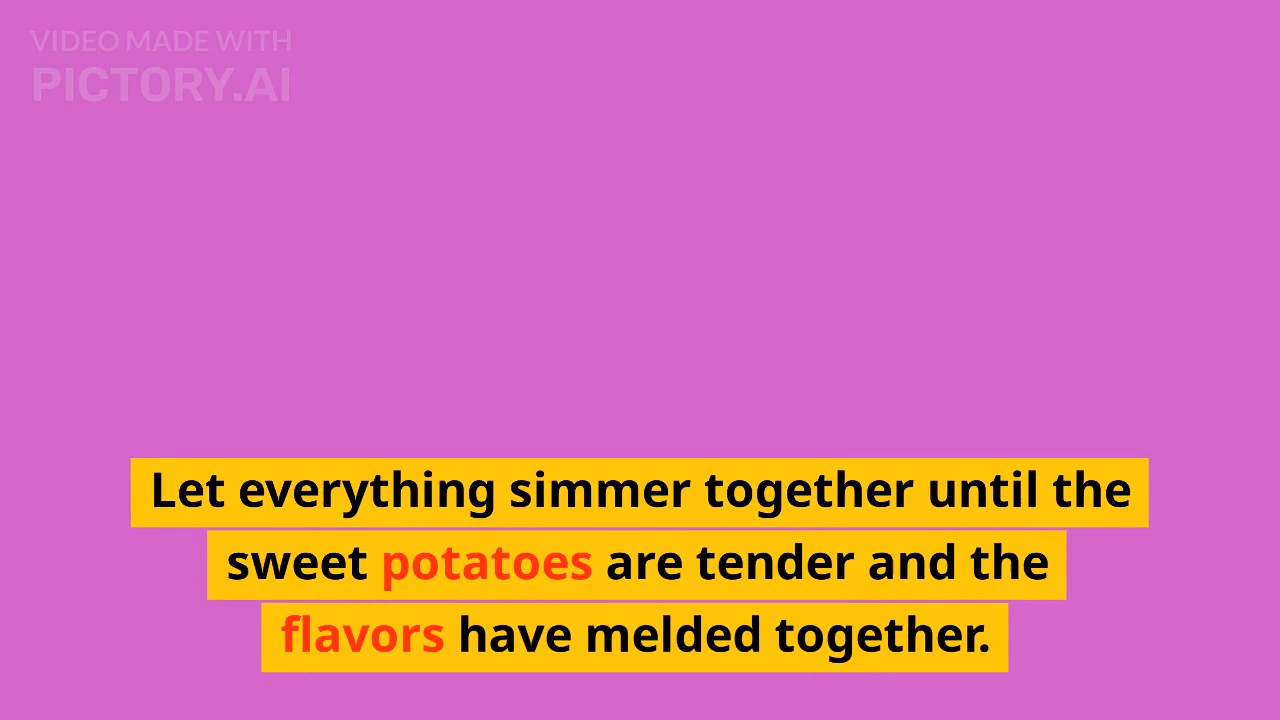 VIDEO MADE WITH
PICTORY.AI
Let everything simmer together until the
sweet potatoes are tender and the
flavors have melded together.